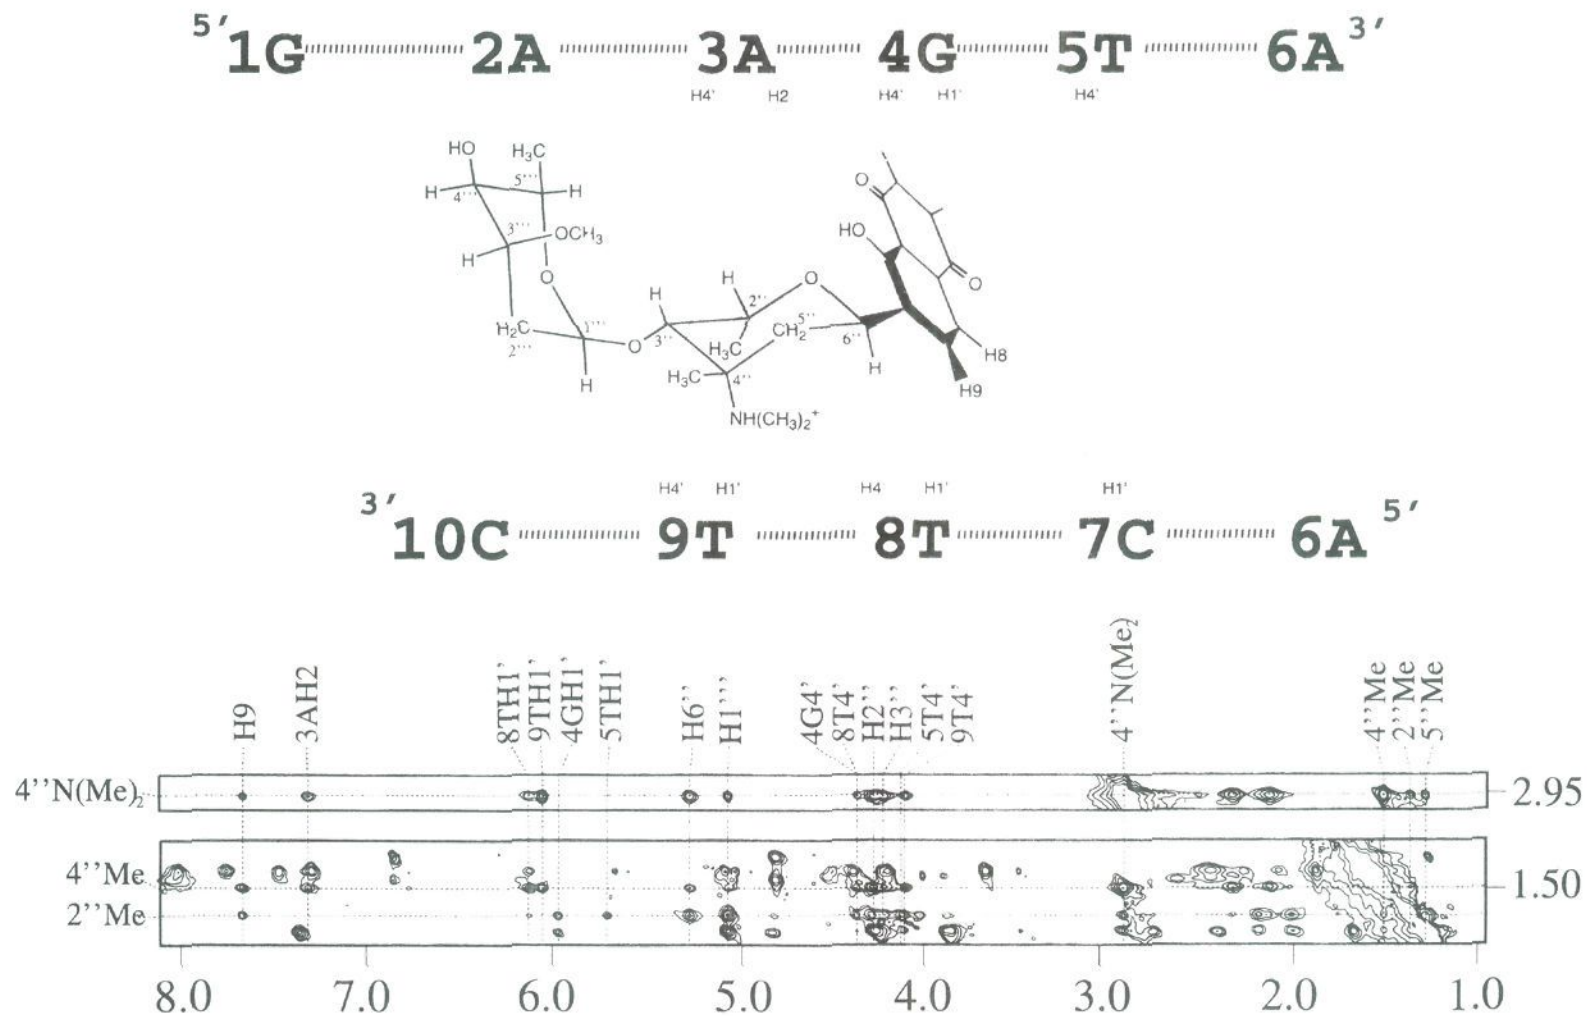 5' 1G 2A 3A 4G 5T 6A 3'
H4' H2 H4' H1' H4'
HO H3C O
H 4''' 5''' H
HO
3''' OCH3
H O H O O
H 2'' 5''
H2C 1''' CH2
2''' O 3'' H3C 6'' H8
H3C 4'' H
H H9
NH(CH3)2+
H4' H1' H4 H1' H1'
3' 10C 9T 8T 7C 6A 5'
H9 3AH2 8TH1' 9TH1' 4GH1' 5TH1' H6'' H1''' 4G4' 8T4' H2'' H3'' 5T4' 9T4' 4''N(Me)2 4''Me 2''Me 5''Me
4''N(Me)2 2.95
4''Me 1.50
2''Me
8.0 7.0 6.0 5.0 4.0 3.0 2.0 1.0